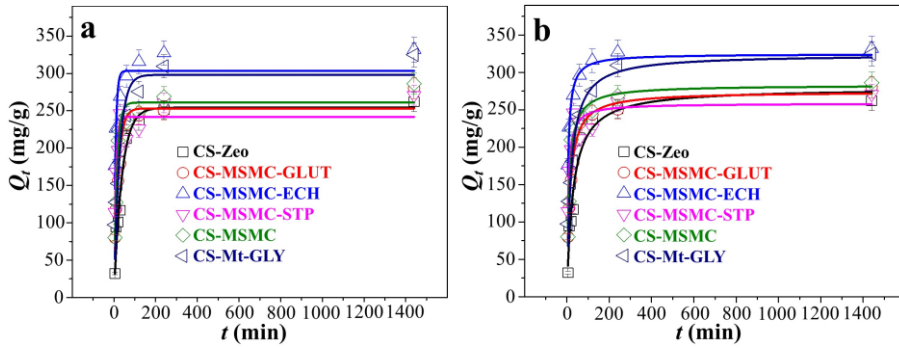 a
Qt (mg/g)
350
300
250
200
150
100
50
0
CS-Zeo
CS-MSMC-GLUT
CS-MSMC-ECH
CS-MSMC-STP
CS-MSMC
CS-Mt-GLY
0 200 400 600 800 1000 1200 1400
t (min)
b
Qt (mg/g)
350
300
250
200
150
100
50
0
CS-Zeo
CS-MSMC-GLUT
CS-MSMC-ECH
CS-MSMC-STP
CS-MSMC
CS-Mt-GLY
0 200 400 600 800 1000 1200 1400
t (min)